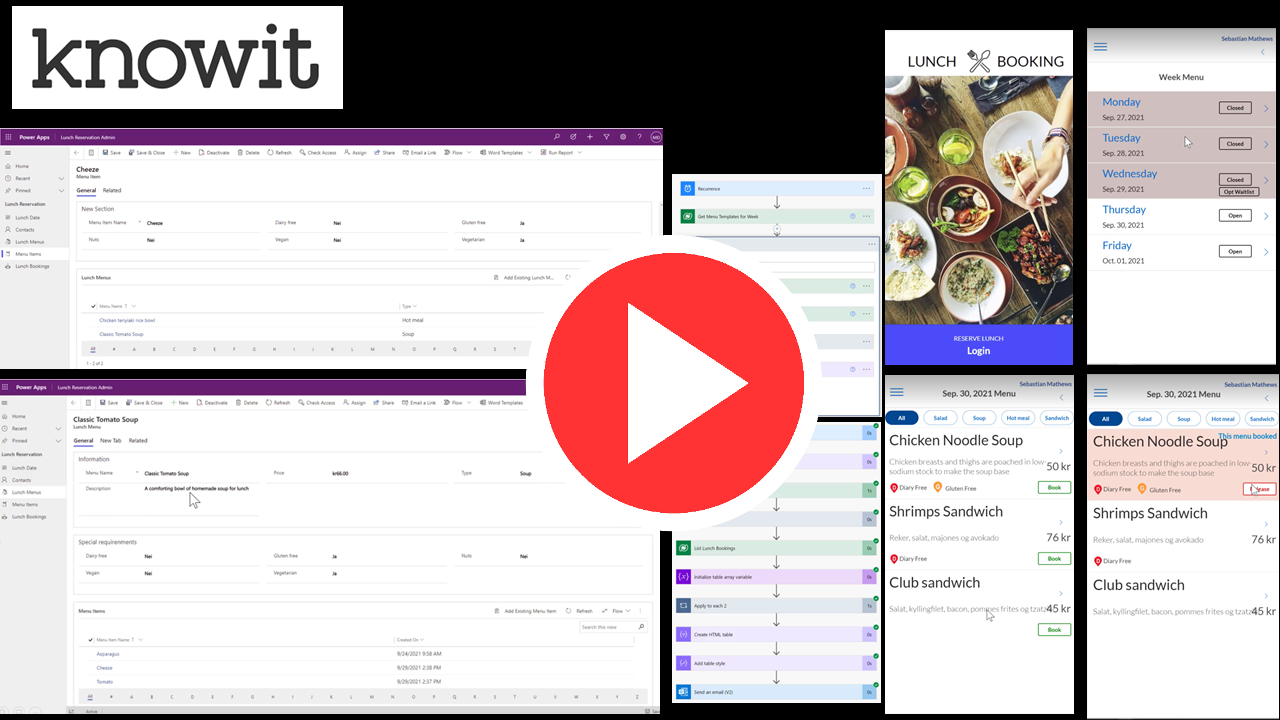 knowit
Power Apps Lunch Reservation Admin MD
Save Save & Close New Deactivate Delete Refresh Check Access Assign Share Email a Link Flow Word Templates Run Report
Home
Recent
Pinned
Lunch Reservation
Lunch Date
Contacts
Lunch Menus
Menu Items
Lunch Bookings
Cheeze
Menu Item
General Related
New Section
Menu Item Name * Cheeze Dairy free Nei Gluten free Ja
Nuts Nei Vegan Nei Vegetarian Ja
Lunch Menus Add Existing Lunch M...
Menu Name ↑ Type
Chicken teriyiaki rice bowl Hot meal
Classic Tomato Soup Soup
All # A B C D E F G H I J K L M N O P Q R S T
1 - 2 of 2
Power Apps Lunch Reservation Admin
Save Save & Close New Deactivate Delete Refresh Check Access Assign Share Email a Link Flow Word Templates
Home
Recent
Pinned
Lunch Reservation
Lunch Date
Contacts
Lunch Menus
Menu Items
Lunch Bookings
Classic Tomato Soup
Lunch Menu
General New Tab Related
Information
Menu Name * Classic Tomato Soup Price kr66.00 Type Soup
Description A comforting bowl of homemade soup for lunch
Special requirenments
Dairy free Nei Gluten free Ja Nuts Nei
Vegan Nei Vegetarian Ja
Menu Items Add Existing Menu Item Refresh Flow
Search this view
Menu Item Name ↑ Created On
Asparagus 9/24/2021 9:58 AM
Cheeze 9/29/2021 2:38 PM
Tomato 9/29/2021 2:37 PM
All # A B D E F G H I J K L M N O P Q R S T U V W X Y Z
Active Save
Recurrence
Get Menu Templates for Week
0s
0s
1s
0s
List Lunch Bookings 0s
Initialize table array variable 0s
Apply to each 2 1s
Create HTML table 0s
Add table style 0s
Send an email (V2) 0s
LUNCH BOOKING
RESERVE LUNCH
Login
Sebastian Mathews
Week Menu
Monday
Sep. 27, 2021 Closed
Tuesday
Sep. 28, 2021 Closed
Wednesday
Sep. 29, 2021 Closed
Opt Waitlist
Thursday
Sep. 30, 2021 Open
Friday
Oct. 01, 2021 Open
Sebastian Mathews
Sep. 30, 2021 Menu
All Salad Soup Hot meal Sandwich
Chicken Noodle Soup
Chicken breasts and thighs are poached in low-
sodium stock to make the soup base
50 kr
Diary Free Gluten Free Book
Shrimps Sandwich
Reker, salat, majones og avokado
76 kr
Diary Free Book
Club sandwich
Salat, kyllingfilet, bacon, pommes frites og
45 kr
Book
Sebastian Mathews
Sep. 30, 2021 Menu
All Salad Soup Hot meal Sandwich
This menu booked
Chicken Noodle Soup
Chicken breasts and thighs are poached in low-
sodium stock to make the soup base
50 kr
Diary Free Gluten Free
Shrimps Sandwich
Reker, salat, majones og avokado
76 kr
Diary Free
Club sandwich
Salat, kyllingfilet, bacon, pommes frites og
45 kr